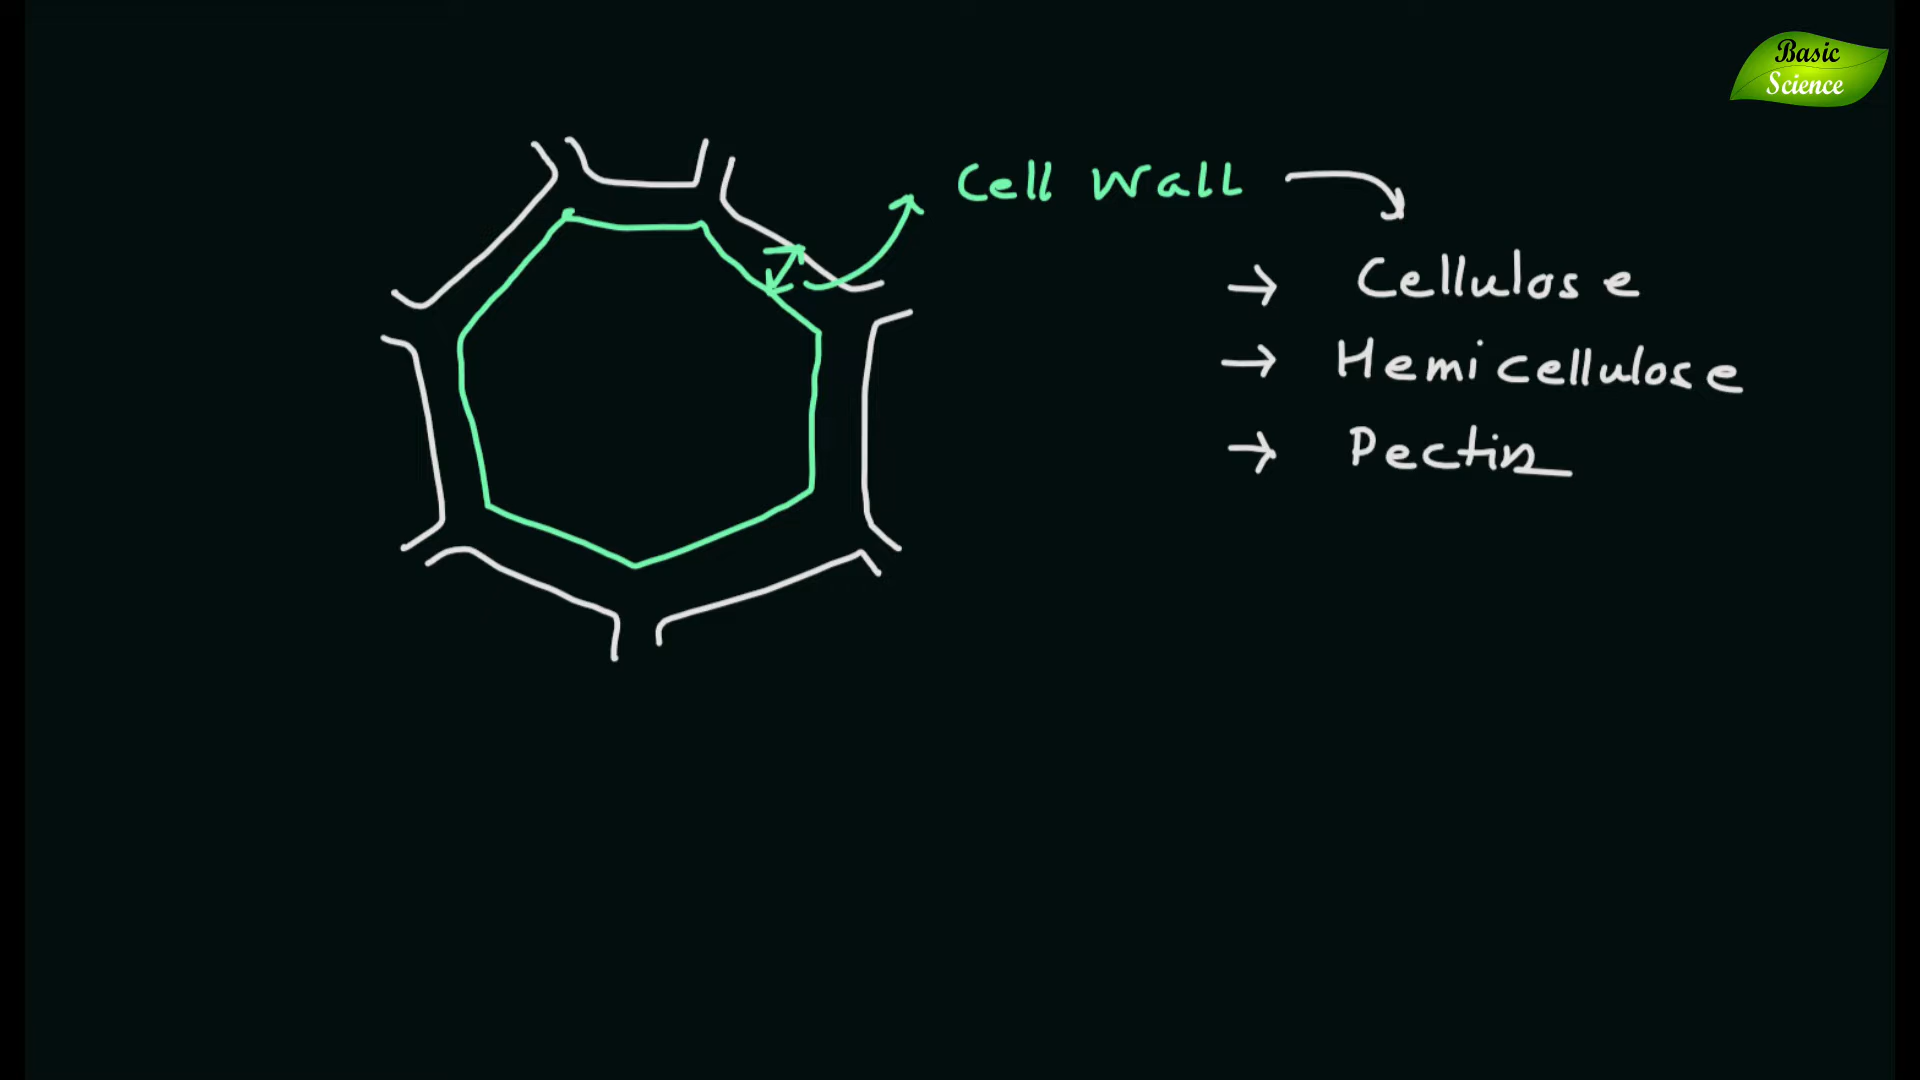 Basic
Science
Cell Wall
→ Cellulose
→ Hemicellulose
→ Pectin